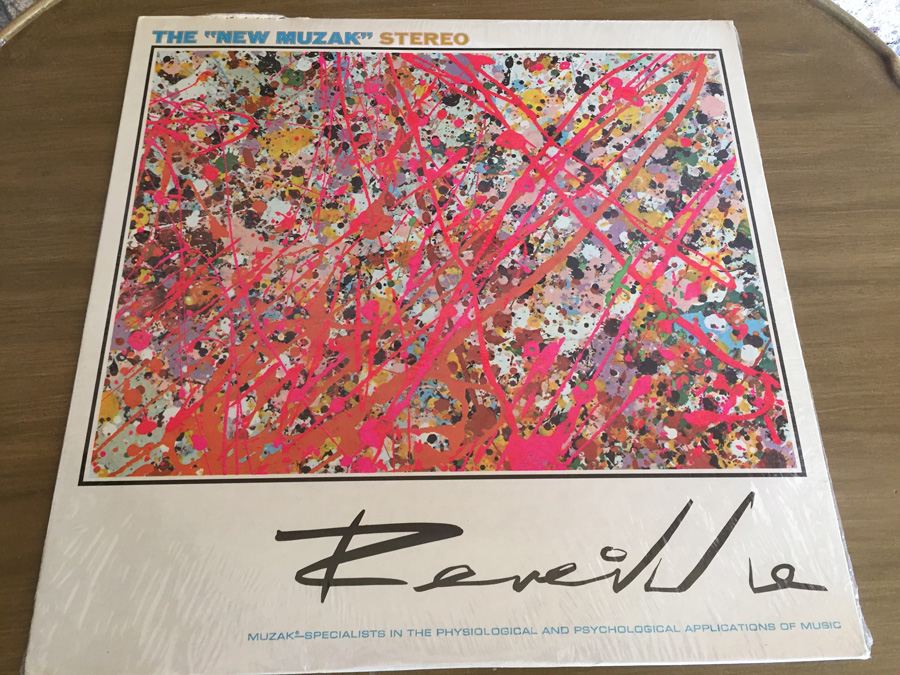 THE "NEW MUZAK" STEREO
Reveille
MUZAK®—SPECIALISTS IN THE PHYSIOLOGICAL AND PSYCHOLOGICAL APPLICATIONS OF MUSIC